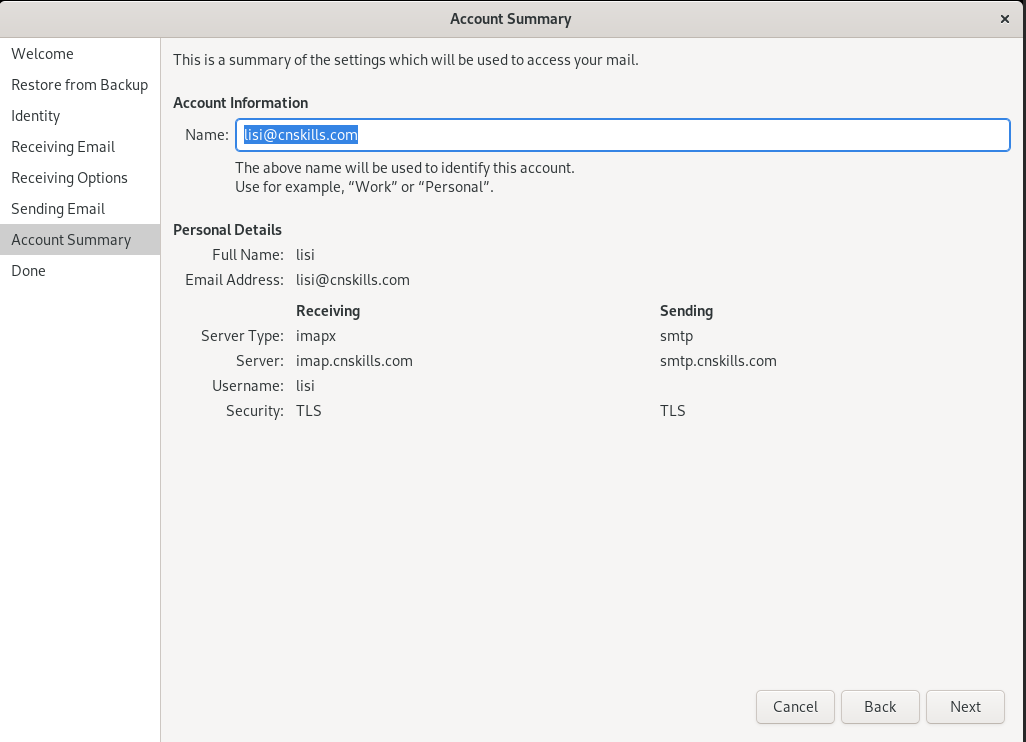 Account Summary
×
Welcome
Restore from Backup
Identity
Receiving Email
Receiving Options
Sending Email
Account Summary
Done
This is a summary of the settings which will be used to access your mail.
Account Information
Name: lisi@cnskills.com
The above name will be used to identify this account.
Use for example, “Work” or “Personal”.
Personal Details
Full Name: lisi
Email Address: lisi@cnskills.com
Receiving Sending
Server Type: imapx smtp
Server: imap.cnskills.com smtp.cnskills.com
Username: lisi
Security: TLS TLS
Cancel Back Next